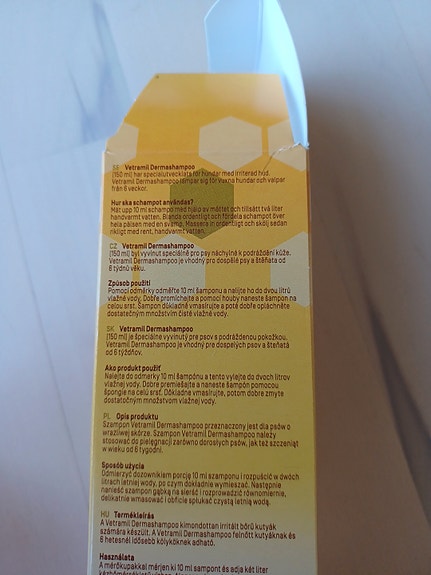 SE Vetramil Dermashampoo
(150 ml) har specialutvecklats för hundar med irriterad hud.
Vetramil Dermashampoo lämpar sig för vuxna hundar och valpar
från 6 veckor.
Hur ska schampot användas?
Mät upp 10 ml schampo med hjälp av måttet och tillsätt två liter
handvarmt vatten. Blanda ordentligt och fördela schampot över
hela pälsen med en svamp. Massera in ordentligt och skölj sedan
rikligt med rent, handvarmt vatten.
CZ Vetramil Dermashampoo
(150 ml) byl vyvinut speciálně pro psy náchylné k podráždění kůže.
Vetramil Dermashampoo je vhodný pro dospělé psy a štěňata od
6 týdnů věku.
Způsob použití
Pomocí odměrky odměřte 10 ml šamponu a nalijte ho do dvou litrů
vlažné vody. Dobře promíchejte a pomocí houby naneste šampon na
celou srst. Šampon důkladně vmasírujte a poté dobře opláchněte
dostatečným množstvím čisté vlažné vody.
SK Vetramil Dermashampoo
(150 ml) je špeciálne vyvinutý pre psy s podráždenou pokožkou.
Vetramil Dermashampoo je vhodný pre dospelých psy a šteňatá
od 6 týždňov.
Ako produkt použiť
Nalejte do odmerky 10 ml šampónu a tento vylejte do dvoch litrov
vlažnej vody. Dobre premiešajte a naneste šampón pomocou
špongie na celú srsť. Dôkladne vmasírujte, potom dobre zmyte
dostatočným množstvom vlažnej vody.
PL Opis produktu
Szampon Vetramil Dermashampoo przeznaczony jest dla psów o
wrażliwej skórze. Szampon Vetramil Dermashampoo należy
stosować do pielęgnacji zarówno dorosłych psów, jak też szczeniąt
w wieku od 6 tygodni.
Sposób użycia
Odmierzyć dozownikiem porcję 10 ml szamponu i rozpuścić w dwóch
litrach letniej wody, po czym dokładnie wymieszać. Następnie
nanieść szampon gąbką na sierść i rozprowadzić równomiernie,
delikatnie wmasować i obficie spłukać czystą letnią wodą.
HU Termékleírás
A Vetramil Dermashampoo kimondottan irritált bőrű kutyák
számára készült. A Vetramil Dermashampoo felnőtt kutyáknak és
6 hetesnél idősebb kölyköknek adható.
Használata
A mérőkupakkal mérjen ki 10 ml sampont és adja két liter